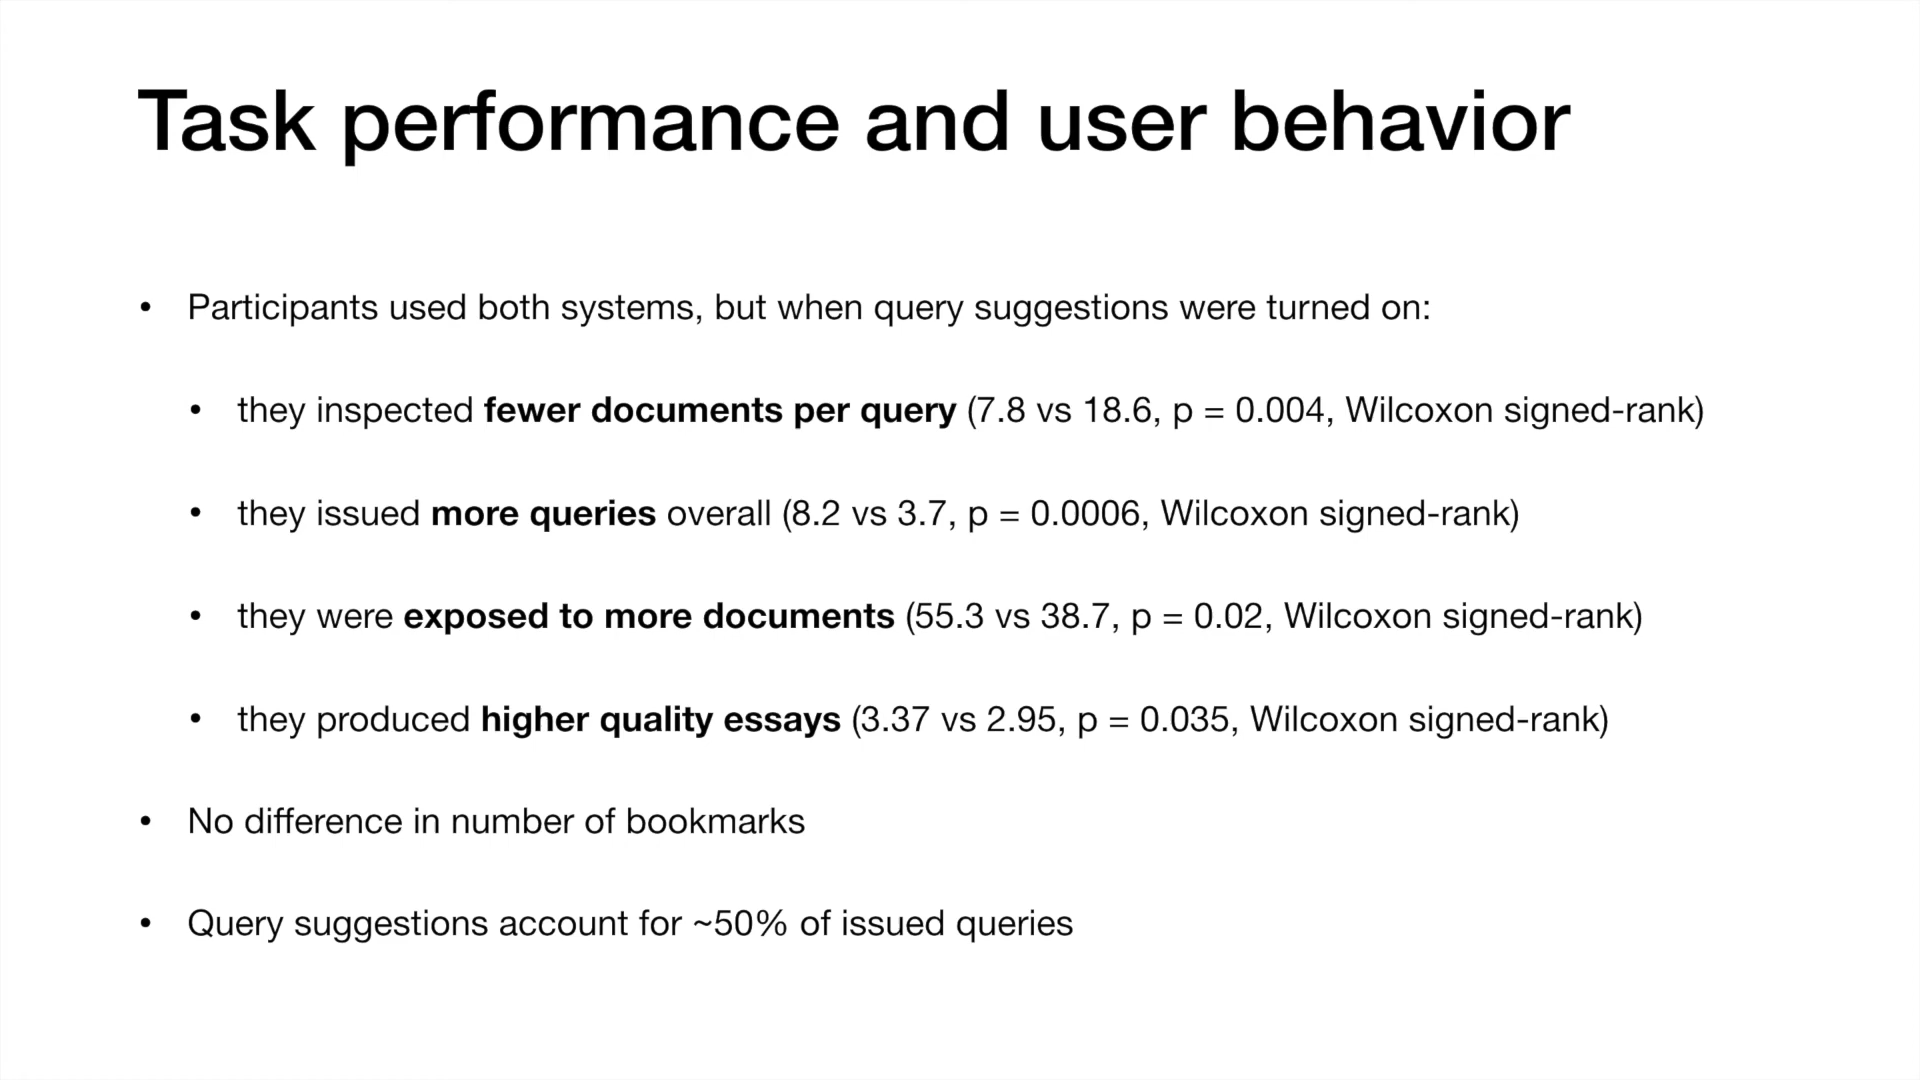 Task performance and user behavior
• Participants used both systems, but when query suggestions were turned on:
• they inspected fewer documents per query (7.8 vs 18.6, p = 0.004, Wilcoxon signed-rank)
• they issued more queries overall (8.2 vs 3.7, p = 0.0006, Wilcoxon signed-rank)
• they were exposed to more documents (55.3 vs 38.7, p = 0.02, Wilcoxon signed-rank)
• they produced higher quality essays (3.37 vs 2.95, p = 0.035, Wilcoxon signed-rank)
• No difference in number of bookmarks
• Query suggestions account for ~50% of issued queries